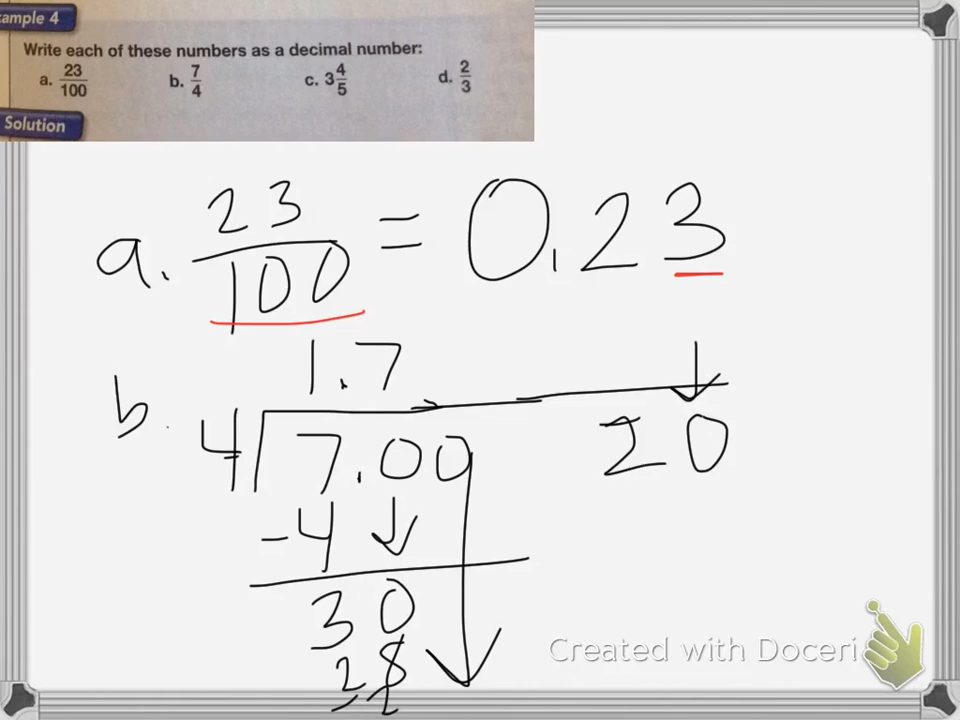 ample 4
Write each of these numbers as a decimal number:
a. 23/100 b. 7/4 c. 3 4/5 d. 2/3
Solution
a. 23/100 = 0.23
1.7
b. 4 7.00 20
-4
30
28
2
Created with Doceri